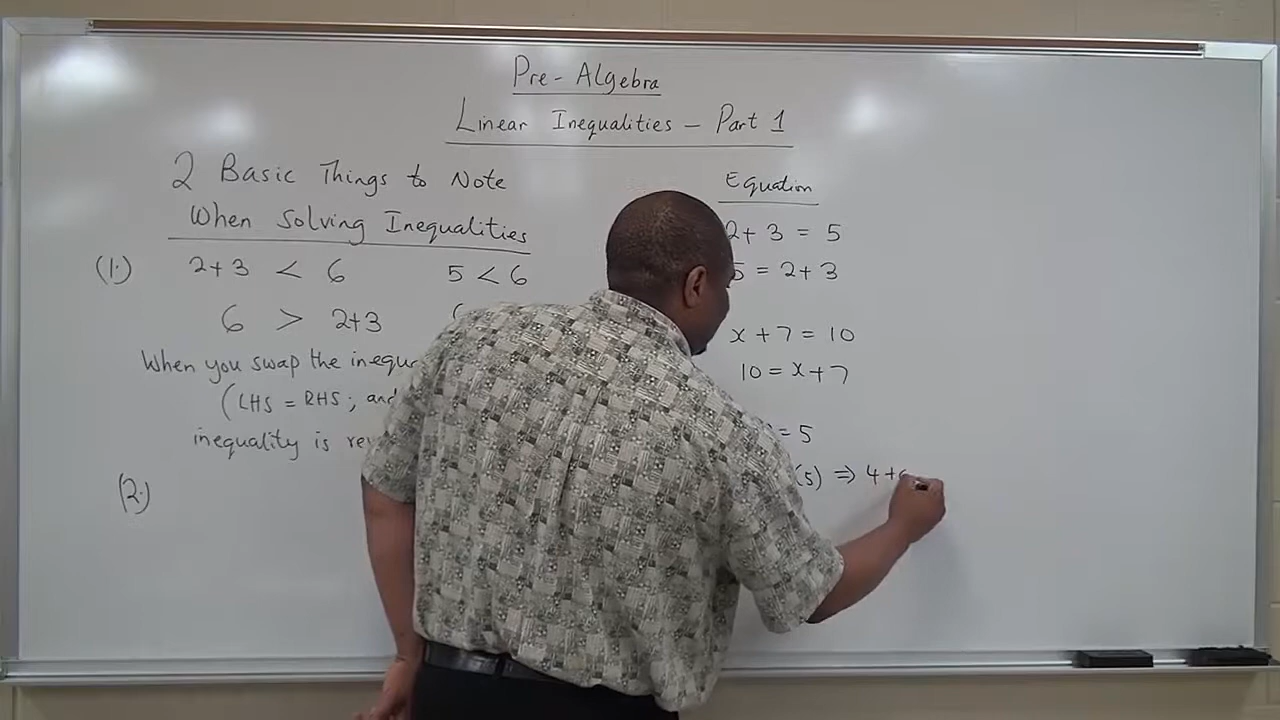 Pre-Algebra
Linear Inequalities - Part 1
2 Basic Things to Note
When Solving Inequalities
(1.) 2+3 < 6 5 < 6
6 > 2+3
When you swap the
(LHS = RHS; and
inequality is
(2.)
Equation
2+3 = 5
5 = 2+3
x+7 = 10
10 = x+7
= 5
(5) ⇒ 4+